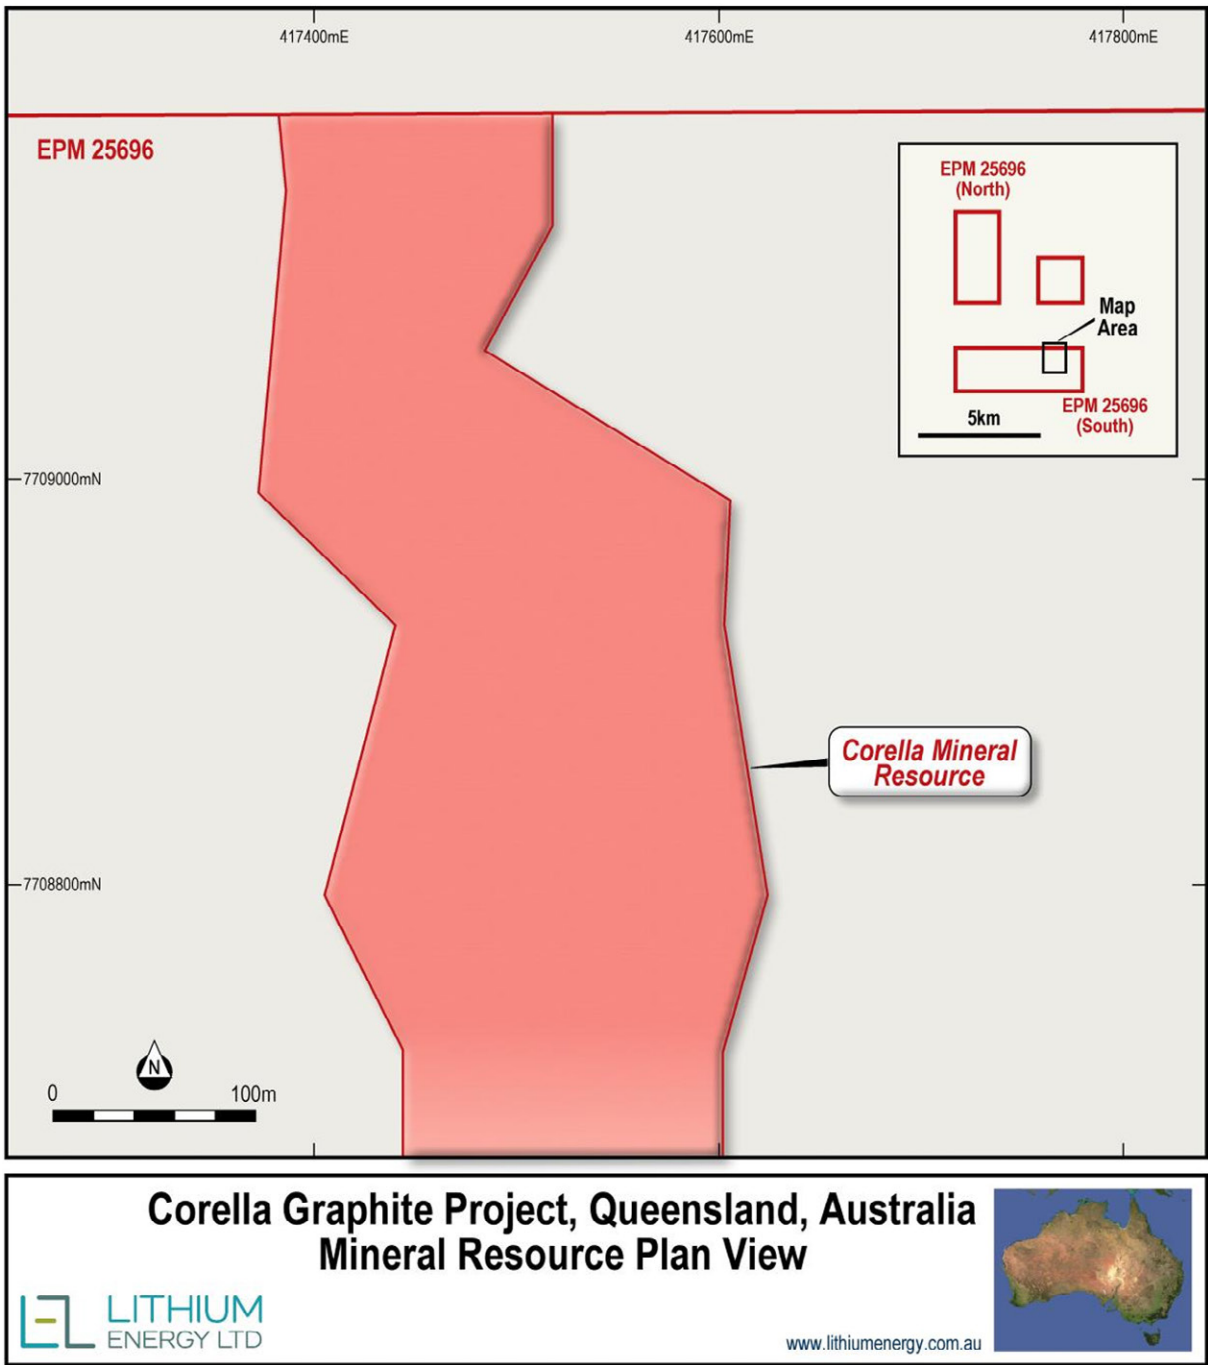 417400mE
417600mE
417800mE
EPM 25696
EPM 25696
(North)
Map
Area
5km
EPM 25696
(South)
7709000mN
Corella Mineral
Resource
7708800mN
N
0
100m
Corella Graphite Project, Queensland, Australia
Mineral Resource Plan View
LEL LITHIUM
ENERGY LTD
www.lithiumenergy.com.au